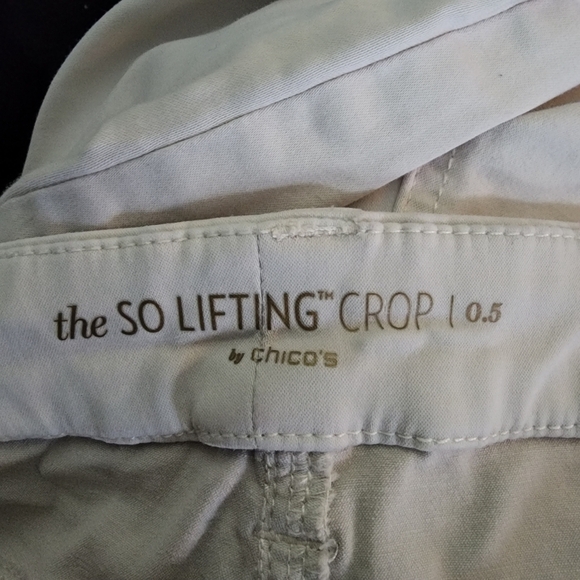 the SO LIFTING™ CROP | 0.5
by CHICO'S